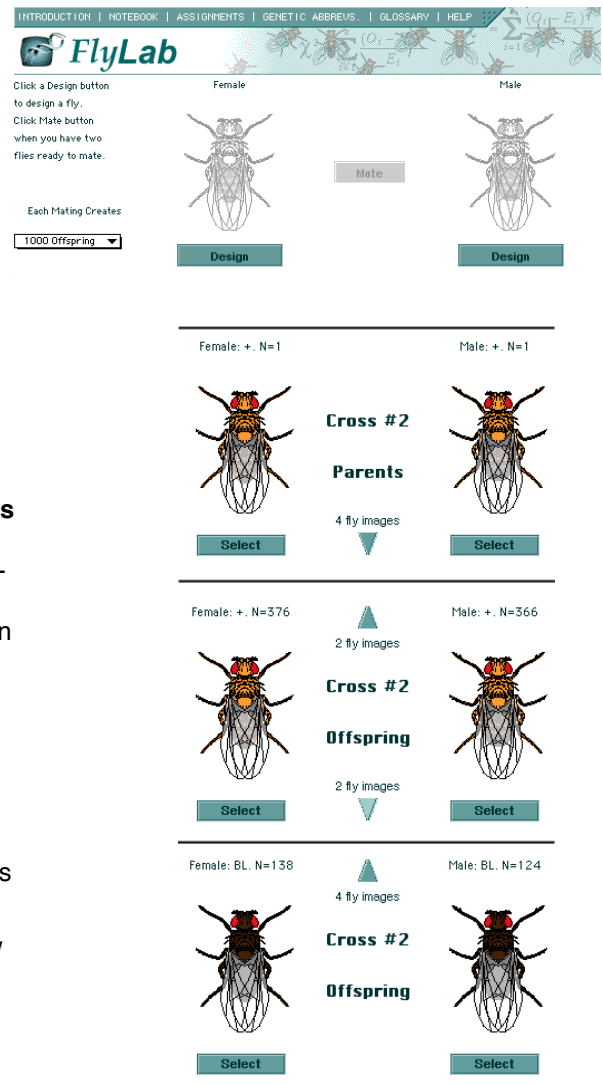 INTRODUCTION | NOTEBOOK | ASSIGNMENTS | GENETIC ABBREVS. | GLOSSARY | HELP
FlyLab
Click a Design button
to design a fly.
Click Mate button
when you have two
flies ready to mate.
Each Mating Creates
1000 Offspring
Female
Male
Mate
Design
Design
Female: +. N=1
Male: +. N=1
Cross #2
Parents
4 fly images
Select
Select
s
-
n
Female: +. N=376
Male: +. N=366
2 fly images
Cross #2
Offspring
2 fly images
Select
Select
s
Female: BL. N=138
Male: BL. N=124
4 fly images
Cross #2
Offspring
Select
Select